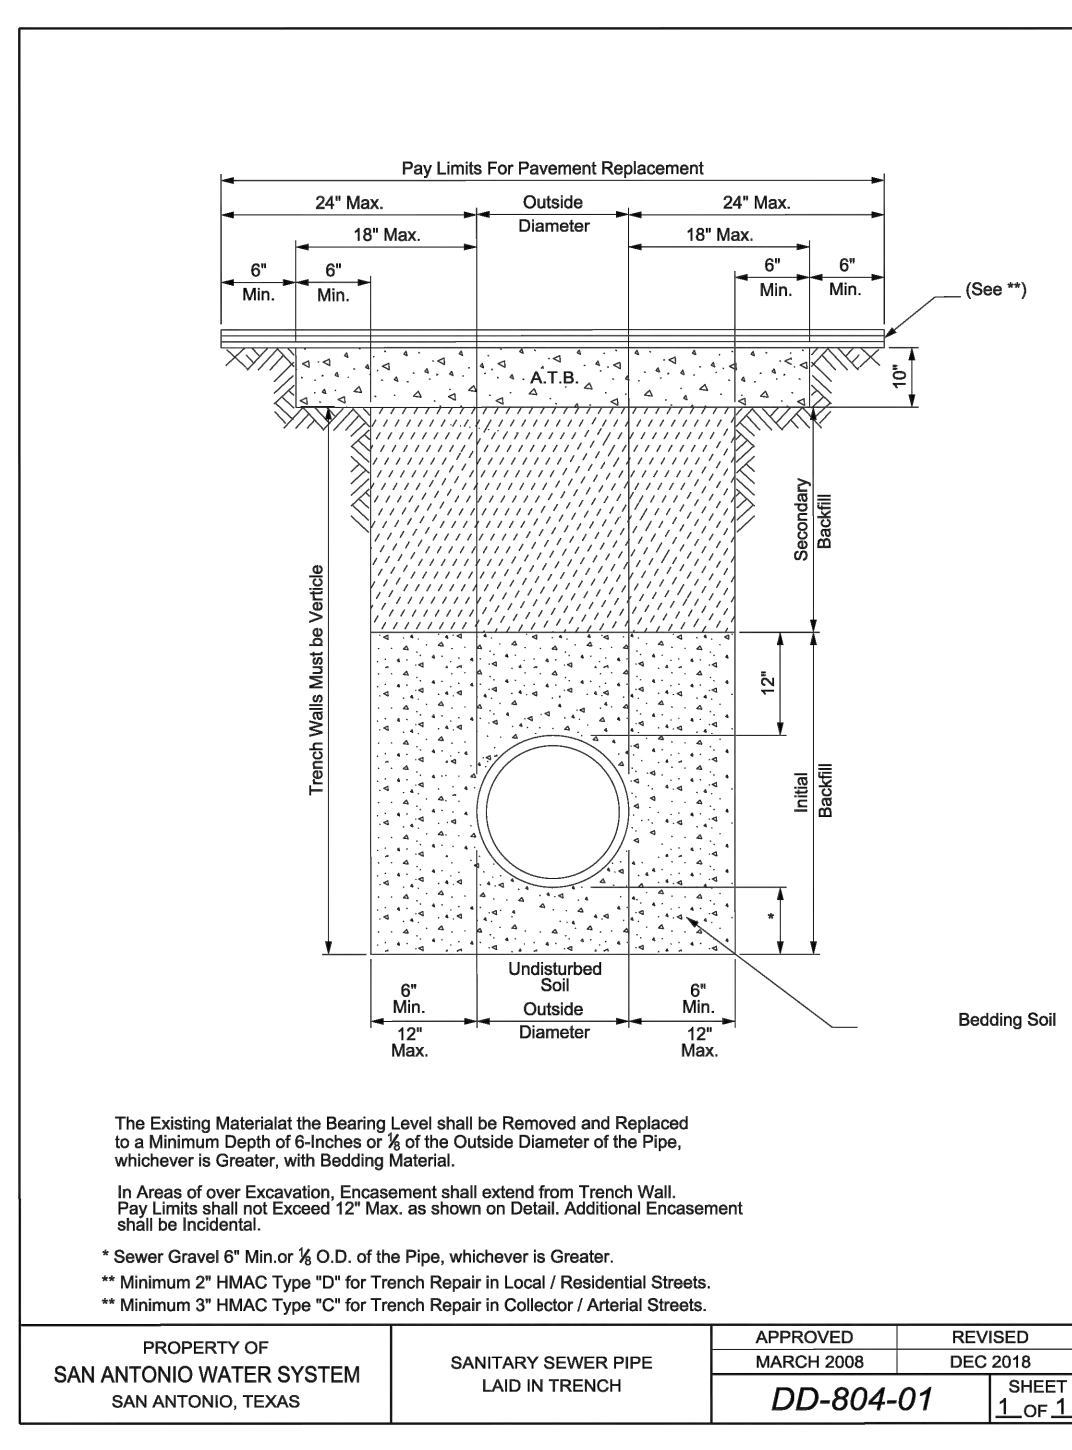 Pay Limits For Pavement Replacement
24" Max.
Outside
Diameter
24" Max.
18" Max.
18" Max.
6"
Min.
6"
Min.
6"
Min.
6"
Min.
(See **)
A.T.B.
10"
Secondary
Backfill
Trench Walls Must be Verticle
12"
Initial
Backfill
*
Undisturbed
Soil
6"
Min.
12"
Max.
Outside
Diameter
6"
Min.
12"
Max.
Bedding Soil
The Existing Materialat the Bearing Level shall be Removed and Replaced
to a Minimum Depth of 6-Inches or ⅛ of the Outside Diameter of the Pipe,
whichever is Greater, with Bedding Material.
In Areas of over Excavation, Encasement shall extend from Trench Wall.
Pay Limits shall not Exceed 12" Max. as shown on Detail. Additional Encasement
shall be Incidental.
* Sewer Gravel 6" Min.or ⅛ O.D. of the Pipe, whichever is Greater.
** Minimum 2" HMAC Type "D" for Trench Repair in Local / Residential Streets.
** Minimum 3" HMAC Type "C" for Trench Repair in Collector / Arterial Streets.
PROPERTY OF
SAN ANTONIO WATER SYSTEM
SAN ANTONIO, TEXAS
SANITARY SEWER PIPE
LAID IN TRENCH
APPROVED
MARCH 2008
REVISED
DEC 2018
DD-804-01
SHEET
1 OF 1